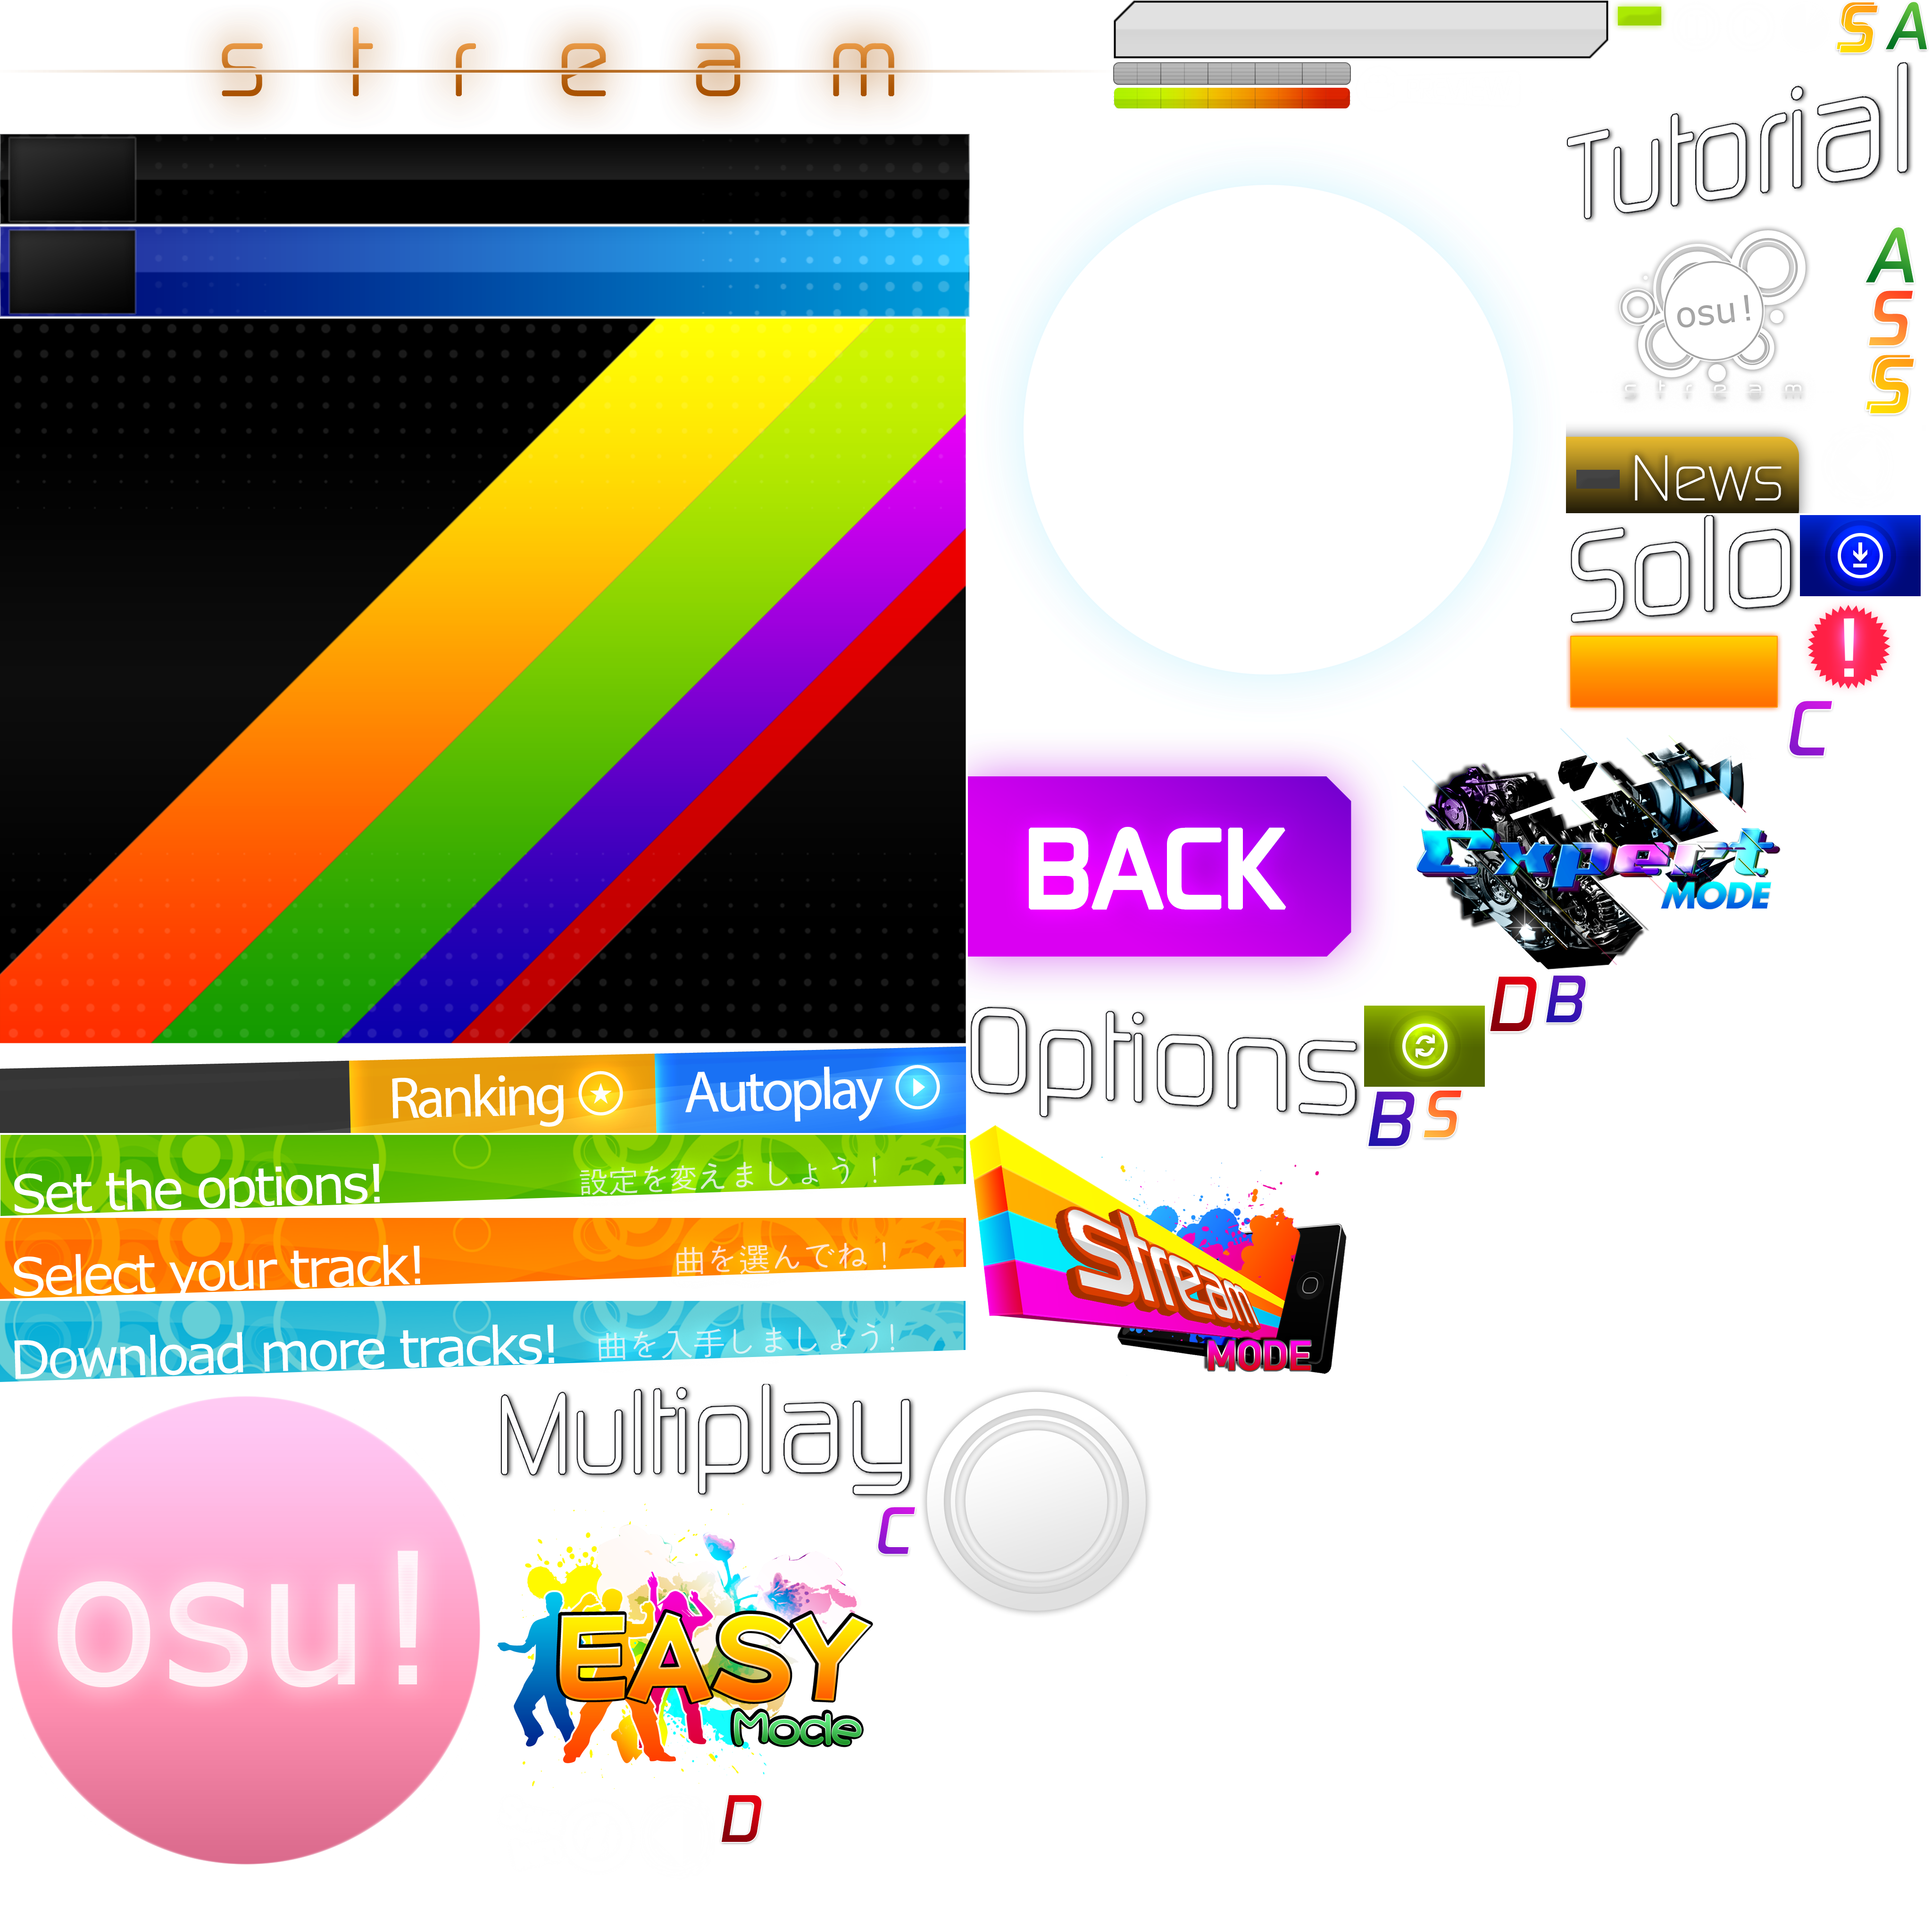 stream
S A
Tutorial
osu!
stream
A
S
S
News
Solo
!
C
BACK
Expert
MODE
D B
Options
B S
Ranking Autoplay
Set the options! 設定を変えましょう！
Select your track! 曲を選んでね！
Download more tracks! 曲を入手しましょう!
Stream
MODE
Multiplay
C
osu!
EASY
Mode
D